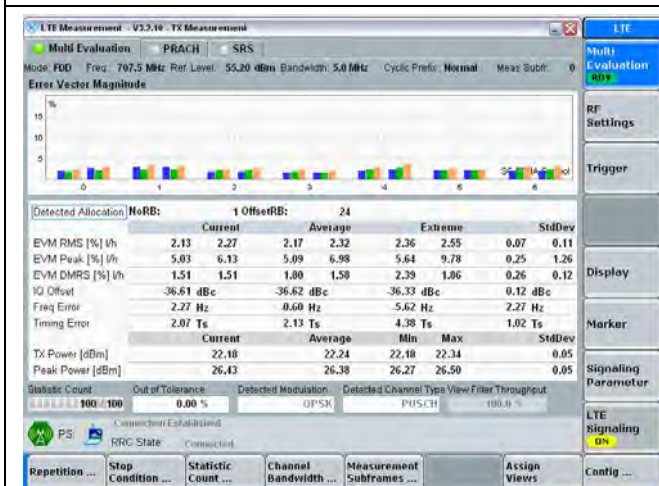 LTE Measurement - V3.2.10 - TX Measurement
LTE
Multi Evaluation PRACH SRS
Multi Evaluation
RDY
Mode: FDD Freq.: 707.5 MHz Ref. Level: 55.20 dBm Bandwidth: 5.0 MHz Cyclic Prefix: Normal Meas Subfr.: 0
Error Vector Magnitude
%
15
10
5
0 1 2 3 4 5 6
RF Settings
Trigger
Detected Allocation NoRB: 1 OffsetRB: 24
Current Average Extreme StdDev
EVM RMS [%] l/h 2.13 2.27 2.17 2.32 2.36 2.55 0.07 0.11
EVM Peak [%] l/h 5.03 6.13 5.09 6.98 5.64 9.78 0.25 1.26
EVM DMRS [%] l/h 1.51 1.51 1.80 1.58 2.39 1.86 0.26 0.12
IQ Offset -36.61 dBc -36.62 dBc -36.33 dBc 0.12 dBc
Freq Error 2.27 Hz -0.60 Hz -5.62 Hz 2.27 Hz
Timing Error 2.07 Ts 2.13 Ts 4.38 Ts 1.02 Ts
Current Average Min Max StdDev
TX Power [dBm] 22.18 22.24 22.18 22.34 0.05
Peak Power [dBm] 26.43 26.38 26.27 26.50 0.05
Display
Marker
Signaling Parameter
Statistic Count Out of Tolerance Detected Modulation Detected Channel Type View Filter Throughput
100 / 100 0.00 % QPSK PUSCH 100.0 %
PS Connection Established
RRC State Connected
LTE Signaling
ON
Repetition ... Stop Condition ... Statistic Count ... Channel Bandwidth ... Measurement Subframes ... Assign Views Config ...